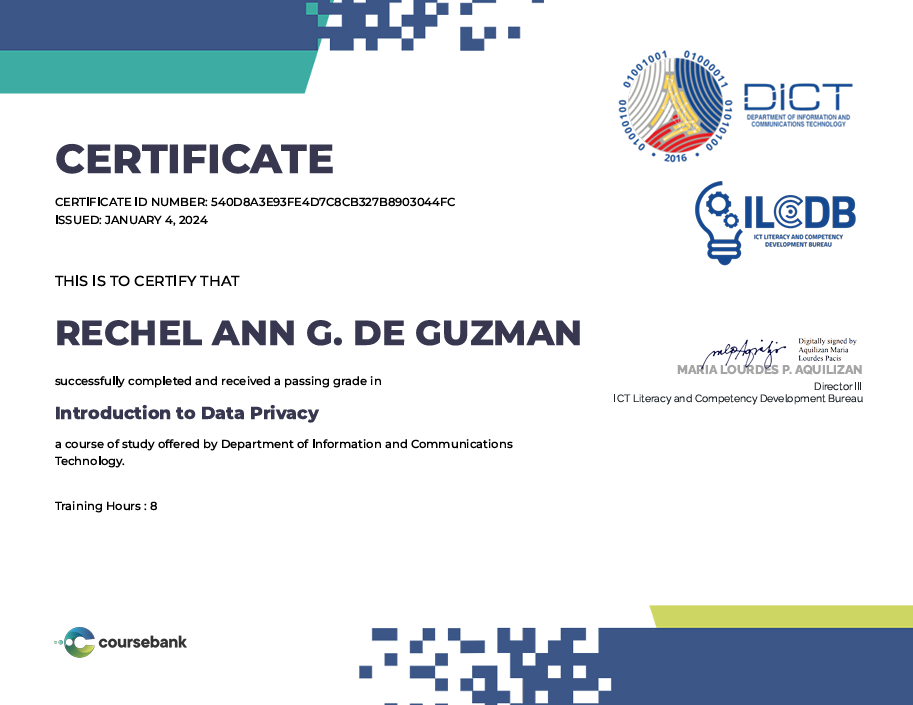 CERTIFICATE
CERTIFICATE ID NUMBER: 540D8A3E93FE4D7C8CB327B8903044FC
ISSUED: JANUARY 4, 2024
THIS IS TO CERTIFY THAT
RECHEL ANN G. DE GUZMAN
successfully completed and received a passing grade in
Introduction to Data Privacy
a course of study offered by Department of Information and Communications
Technology.
Training Hours : 8
coursebank
01001001 01000011 01010100 01000100
• 2016 •
DICT
DEPARTMENT OF INFORMATION AND
COMMUNICATIONS TECHNOLOGY
ILCDB
ICT LITERACY AND COMPETENCY
DEVELOPMENT BUREAU
Digitally signed by
Aquilizan Maria
Lourdes Pacis
MARIA LOURDES P. AQUILIZAN
Director III
ICT Literacy and Competency Development Bureau